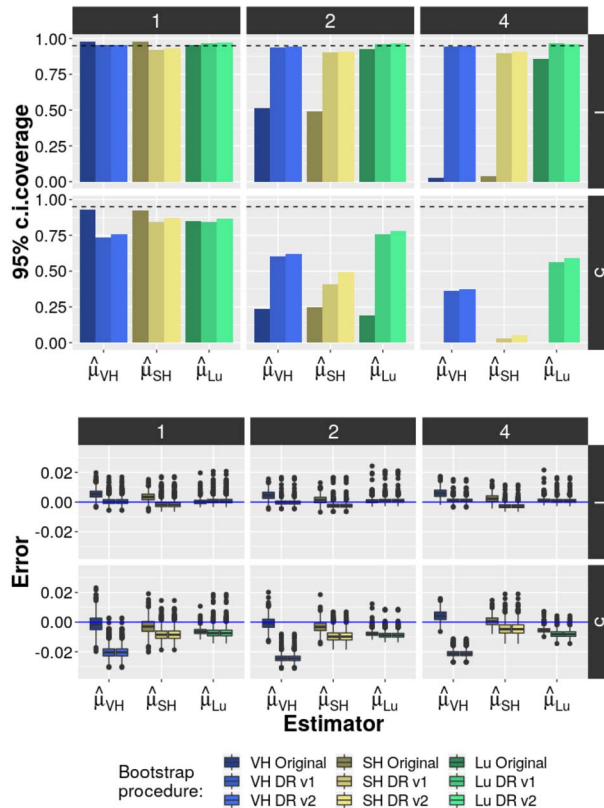 1 2 4
1.00
0.75
0.50
0.25
0.00
1.00
0.75
0.50
0.25
0.00
95% c.i.coverage
μ̂VH μ̂SH μ̂Lu μ̂VH μ̂SH μ̂Lu μ̂VH μ̂SH μ̂Lu
1 2 4
0.02
0.00
-0.02
0.02
0.00
-0.02
Error
μ̂VH μ̂SH μ̂Lu μ̂VH μ̂SH μ̂Lu μ̂VH μ̂SH μ̂Lu
Estimator
Bootstrap
procedure:
VH Original SH Original Lu Original
VH DR v1 SH DR v1 Lu DR v1
VH DR v2 SH DR v2 Lu DR v2